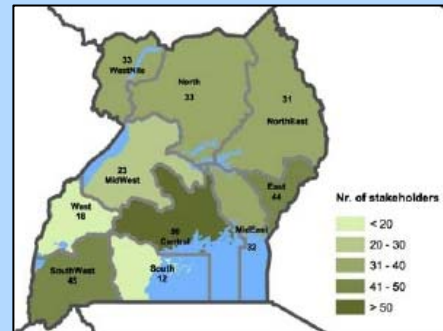 33
WestNile
North
33
31
NorthEast
23
MidWest
East
44
West
18
Central
MidEast
32
SouthWest
45
South
12
Nr. of stakeholders
< 20
20 - 30
31 - 40
41 - 50
> 50